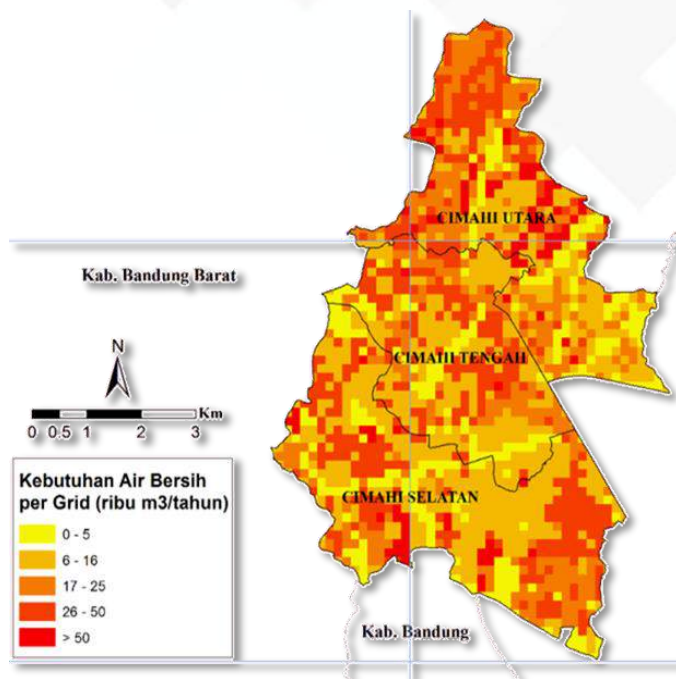 CIMAHI UTARA
Kab. Bandung Barat
N
CIMAHI TENGAH
Km
0 0.5 1 2 3
Kebutuhan Air Bersih
per Grid (ribu m3/tahun)
0 - 5
6 - 16
17 - 25
26 - 50
> 50
CIMAHI SELATAN
Kab. Bandung